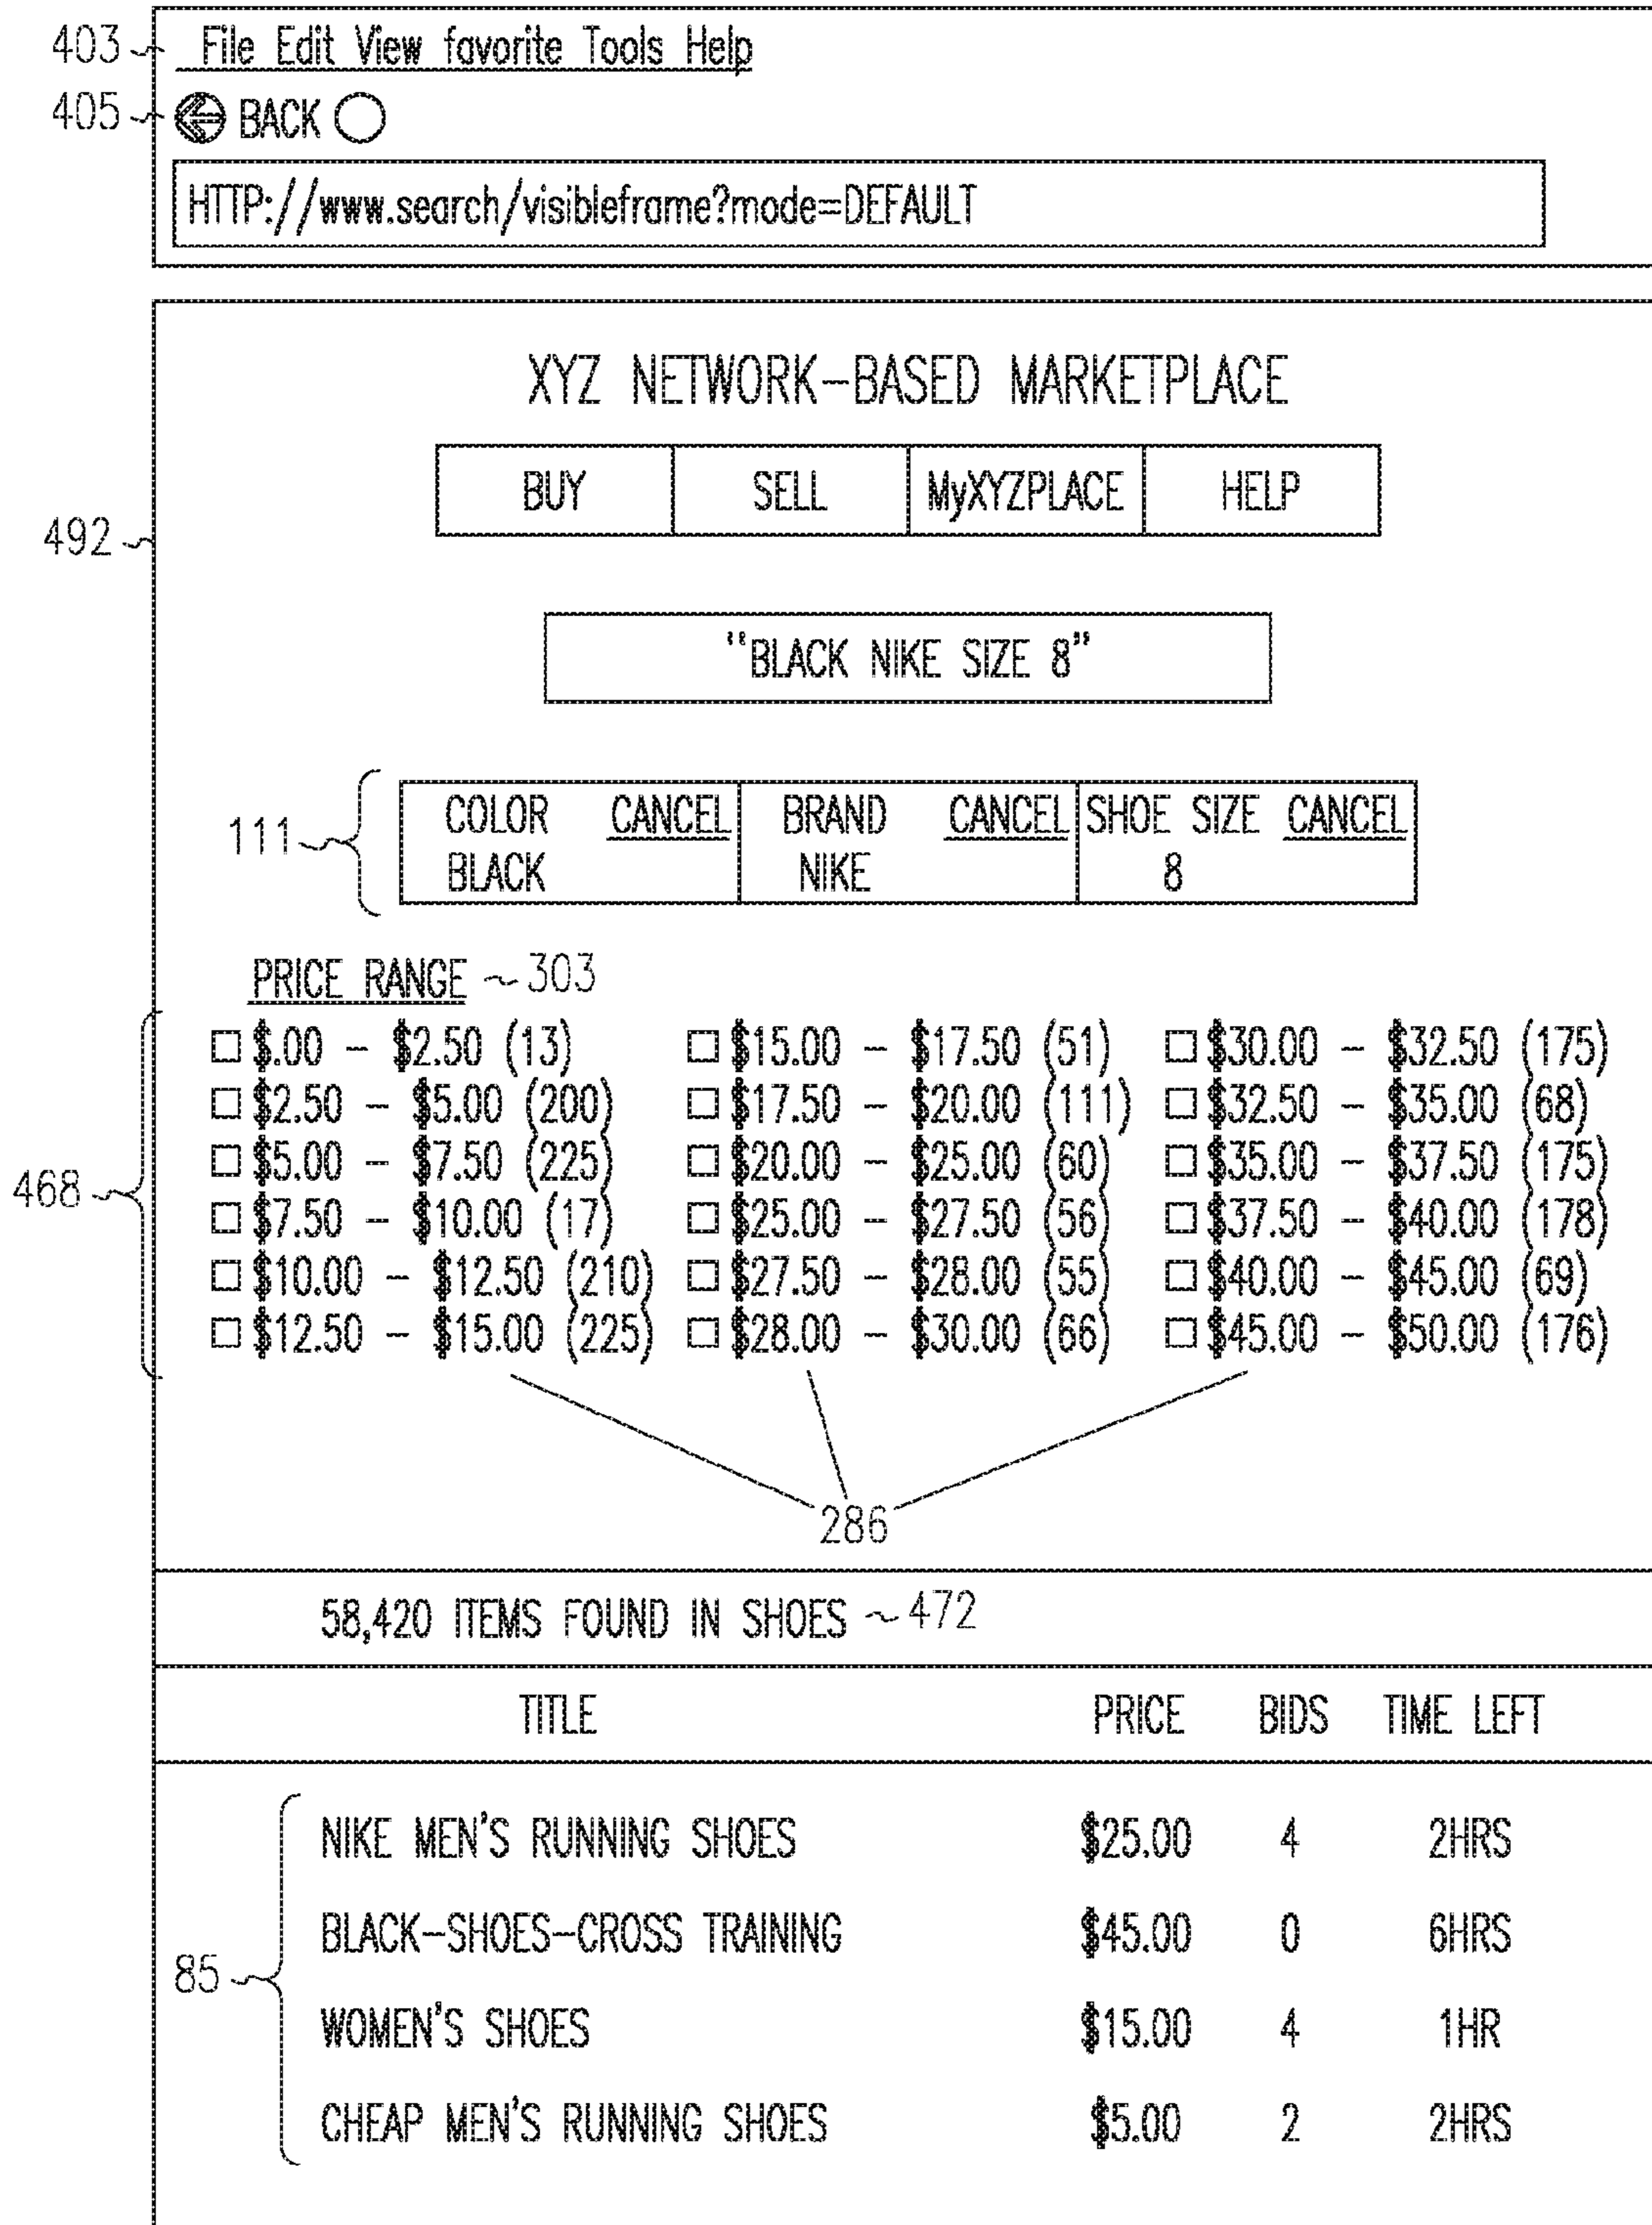 403 File Edit View favorite Tools Help
405 BACK
HTTP://www.search/visibleframe?mode=DEFAULT
XYZ NETWORK-BASED MARKETPLACE
BUY SELL MyXYZPLACE HELP
492
"BLACK NIKE SIZE 8"
COLOR CANCEL BRAND CANCEL SHOE SIZE CANCEL
111
BLACK NIKE 8
PRICE RANGE 303
$.00 - $2.50 (13) $15.00 - $17.50 (51) $30.00 - $32.50 (175)
$2.50 - $5.00 (200) $17.50 - $20.00 (111) $32.50 - $35.00 (68)
$5.00 - $7.50 (225) $20.00 - $25.00 (60) $35.00 - $37.50 (175)
468
$7.50 - $10.00 (17) $25.00 - $27.50 (56) $37.50 - $40.00 (178)
$10.00 - $12.50 (210) $27.50 - $28.00 (55) $40.00 - $45.00 (69)
$12.50 - $15.00 (225) $28.00 - $30.00 (66) $45.00 - $50.00 (176)
286
58,420 ITEMS FOUND IN SHOES 472
TITLE PRICE BIDS TIME LEFT
NIKE MEN'S RUNNING SHOES $25.00 4 2HRS
BLACK-SHOES-CROSS TRAINING $45.00 0 6HRS
85
WOMEN'S SHOES $15.00 4 1HR
CHEAP MEN'S RUNNING SHOES $5.00 2 2HRS